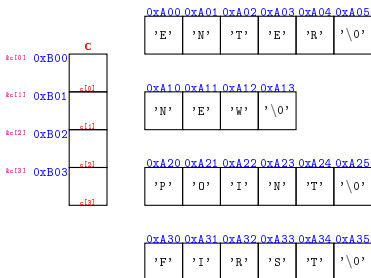 0xA00 0xA01 0xA02 0xA03 0xA04 0xA05
'E' 'N' 'T' 'E' 'R' '\0'
C
&c[0] 0xB00
c[0]
0xA10 0xA11 0xA12 0xA13
&c[1] 0xB01
'N' 'E' 'W' '\0'
c[1]
&c[2] 0xB02
c[2]
0xA20 0xA21 0xA22 0xA23 0xA24 0xA25
&c[3] 0xB03
'P' 'O' 'I' 'N' 'T' '\0'
c[3]
0xA30 0xA31 0xA32 0xA33 0xA34 0xA35
'F' 'I' 'R' 'S' 'T' '\0'